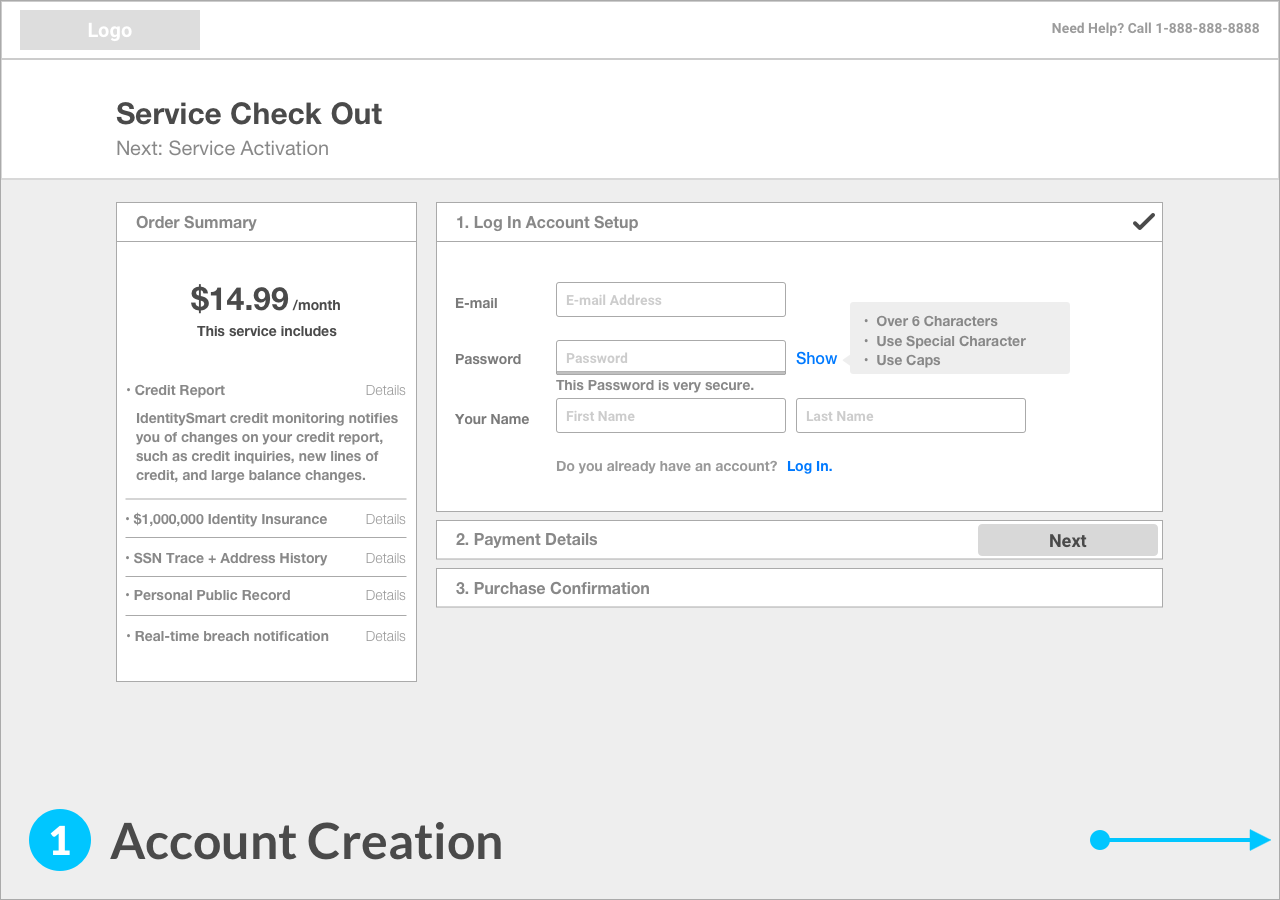 Logo
Need Help? Call 1-888-888-8888
Service Check Out
Next: Service Activation
Order Summary
$14.99 /month
This service includes
• Credit Report Details
IdentitySmart credit monitoring notifies
you of changes on your credit report,
such as credit inquiries, new lines of
credit, and large balance changes.
• $1,000,000 Identity Insurance Details
• SSN Trace + Address History Details
• Personal Public Record Details
• Real-time breach notification Details
1. Log In Account Setup
E-mail E-mail Address
Password Password Show
• Over 6 Characters
• Use Special Character
• Use Caps
This Password is very secure.
Your Name First Name Last Name
Do you already have an account? Log In.
2. Payment Details Next
3. Purchase Confirmation
1 Account Creation